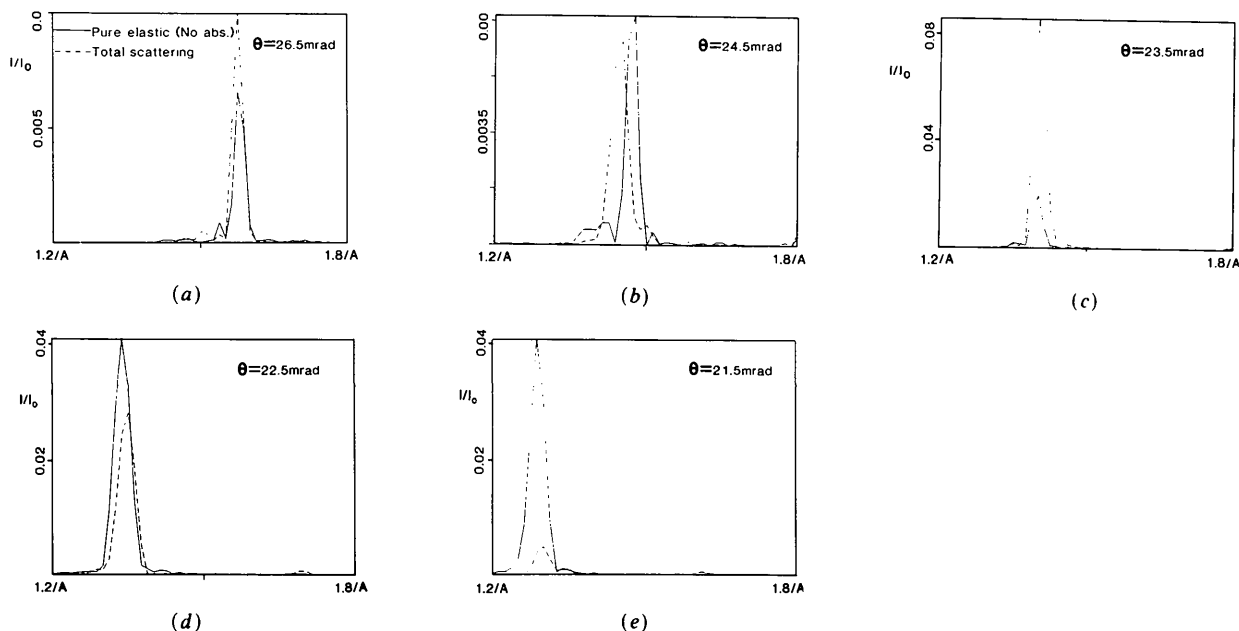 0.0
Pure elastic (No abs.)
Total scattering
θ=26.5mrad
I/I₀
0.005
1.2/A
1.8/A
(a)
0.00
θ=24.5mrad
0.0035
1.2/A
1.8/A
(b)
0.08
θ=23.5mrad
I/I₀
0.04
1.2/A
1.8/A
(c)
0.04
θ=22.5mrad
I/I₀
0.02
1.2/A
1.8/A
(d)
0.04
θ=21.5mrad
I/I₀
0.02
1.2/A
1.8/A
(e)